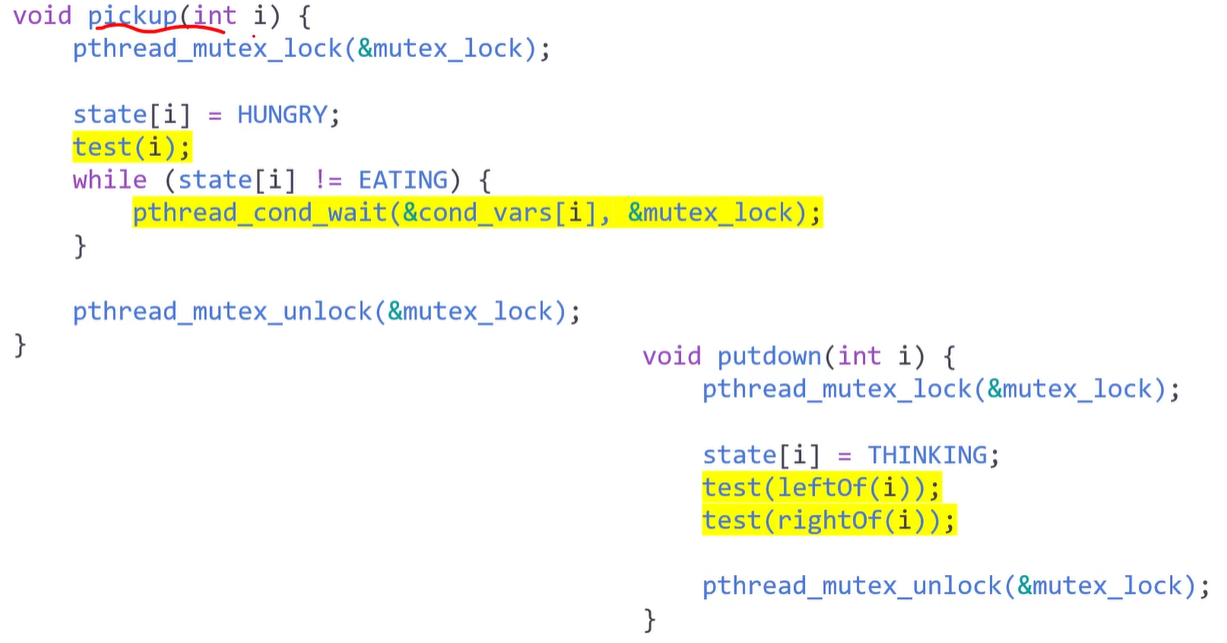 void pickup(int i) {
pthread_mutex_lock(&mutex_lock);
state[i] = HUNGRY;
test(i);
while (state[i] != EATING) {
pthread_cond_wait(&cond_vars[i], &mutex_lock);
}
pthread_mutex_unlock(&mutex_lock);
}
void putdown(int i) {
pthread_mutex_lock(&mutex_lock);
state[i] = THINKING;
test(leftOf(i));
test(rightOf(i));
pthread_mutex_unlock(&mutex_lock);
}